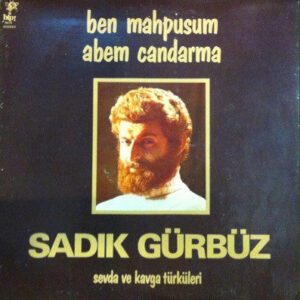 ben mahpusum
abem candarma
SADIK GÜRBÜZ
sevda ve kavga türküleri